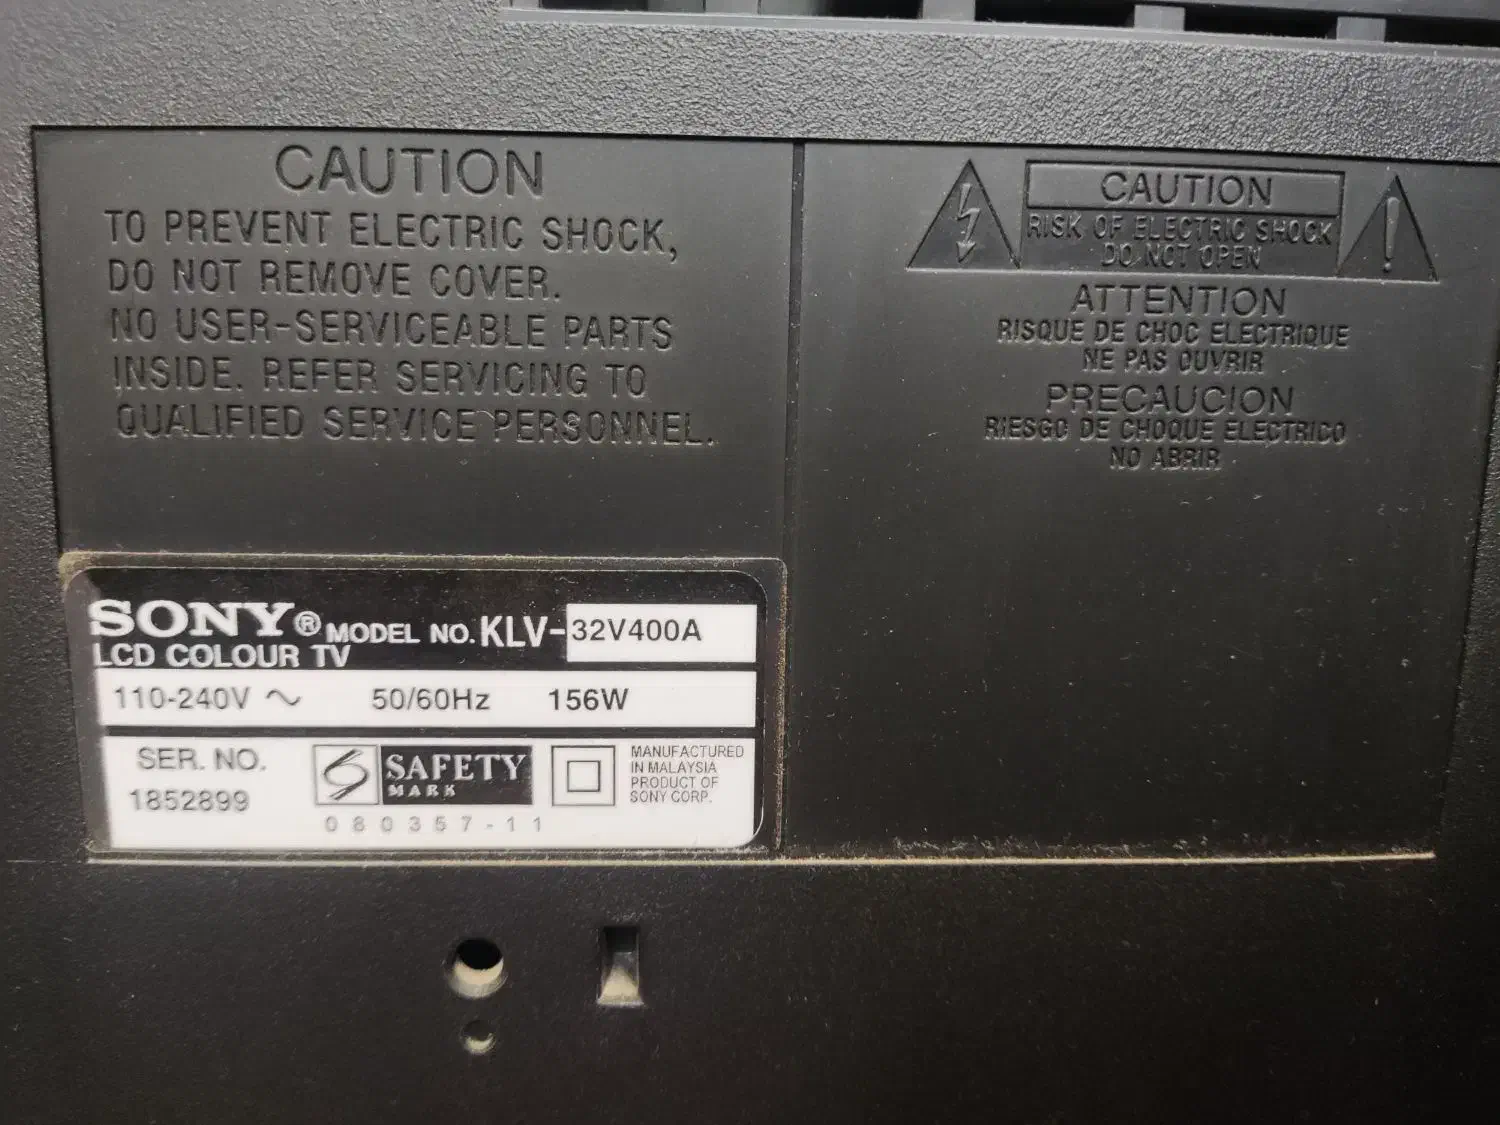 CAUTION
TO PREVENT ELECTRIC SHOCK,
DO NOT REMOVE COVER.
NO USER-SERVICEABLE PARTS
INSIDE. REFER SERVICING TO
QUALIFIED SERVICE PERSONNEL.
CAUTION
RISK OF ELECTRIC SHOCK
DO NOT OPEN
ATTENTION
RISQUE DE CHOC ELECTRIQUE
NE PAS OUVRIR
PRECAUCION
RIESGO DE CHOQUE ELECTRICO
NO ABRIR
SONY® MODEL NO. KLV-32V400A
LCD COLOUR TV
110-240V ~ 50/60Hz 156W
SER. NO.
1852899
SAFETY
MARK
080357-11
MANUFACTURED
IN MALAYSIA
PRODUCT OF
SONY CORP.